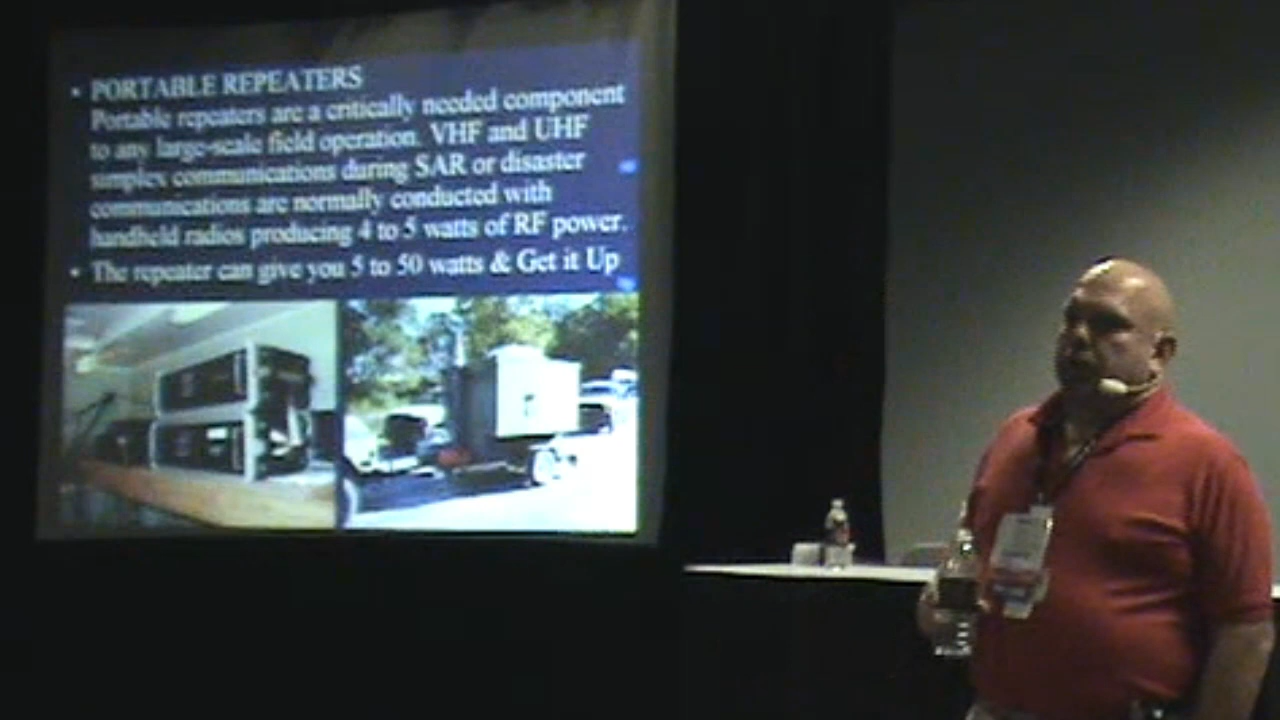 • PORTABLE REPEATERS
Portable repeaters are a critically needed component
to any large-scale field operation. VHF and UHF
simplex communications during SAR or disaster
communications are normally conducted with
handheld radios producing 4 to 5 watts of RF power.
• The repeater can give you 5 to 50 watts & Get it Up